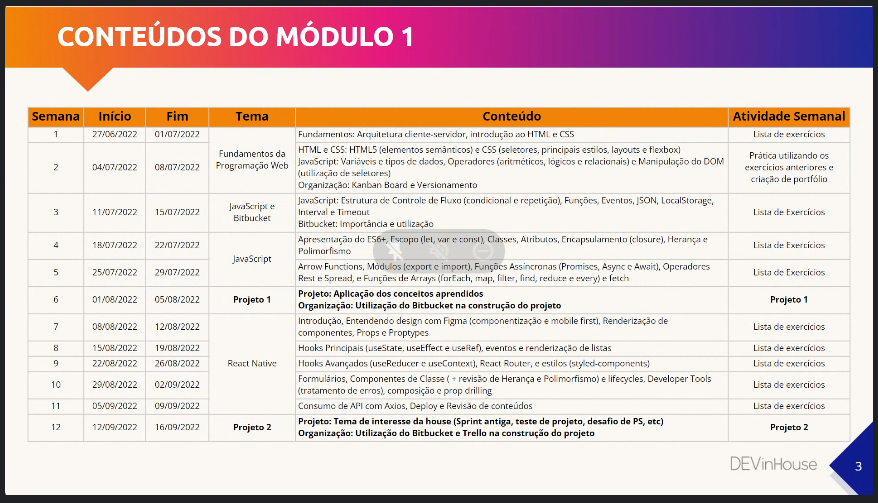 CONTEÚDOS DO MÓDULO 1
Semana Início Fim Tema Conteúdo Atividade Semanal
1 27/06/2022 01/07/2022 Fundamentos: Arquitetura cliente-servidor, introdução ao HTML e CSS Lista de exercícios
Fundamentos da
Programação Web
2 04/07/2022 08/07/2022
HTML e CSS: HTML5 (elementos semânticos) e CSS (seletores, principais estilos, layouts e flexbox)
JavaScript: Variáveis e tipos de dados, Operadores (aritméticos, lógicos e relacionais) e Manipulação do DOM
(utilização de seletores)
Organização: Kanban Board e Versionamento
Prática utilizando os
exercícios anteriores e
criação de portfólio
3 11/07/2022 15/07/2022
JavaScript e
Bitbucket
JavaScript: Estrutura de Controle de Fluxo (condicional e repetição), Funções, Eventos, JSON, LocalStorage,
Interval e Timeout
Bitbucket: Importância e utilização
Lista de Exercícios
4 18/07/2022 22/07/2022
JavaScript
Apresentação do ES6+, Escopo (let, var e const), Classes, Atributos, Encapsulamento (closure), Herança e
Polimorfismo
Lista de Exercícios
5 25/07/2022 29/07/2022
Arrow Functions, Módulos (export e import), Funções Assíncronas (Promises, Async e Await), Operadores
Rest e Spread, e Funções de Arrays (forEach, map, filter, find, reduce e every) e fetch
Lista de Exercícios
6 01/08/2022 05/08/2022 Projeto 1
Projeto: Aplicação dos conceitos aprendidos
Organização: Utilização do Bitbucket na construção do projeto
Projeto 1
7 08/08/2022 12/08/2022
Introdução, Entendendo design com Figma (componentização e mobile first), Renderização de
componentes, Props e Proptypes
Lista de exercícios
8 15/08/2022 19/08/2022 Hooks Principais (useState, useEffect e useRef), eventos e renderização de listas Lista de exercícios
9 22/08/2022 26/08/2022 React Native Hooks Avançados (useReducer e useContext), React Router, e estilos (styled-components) Lista de exercícios
10 29/08/2022 02/09/2022
Formulários, Componentes de Classe ( + revisão de Herança e Polimorfismo) e lifecycles, Developer Tools
(tratamento de erros), composição e prop drilling
Lista de exercícios
11 05/09/2022 09/09/2022 Consumo de API com Axios, Deploy e Revisão de conteúdos Lista de exercícios
12 12/09/2022 16/09/2022 Projeto 2
Projeto: Tema de interesse da house (Sprint antiga, teste de projeto, desafio de PS, etc)
Organização: Utilização do Bitbucket e Trello na construção do projeto
Projeto 2
DEVinHouse
3